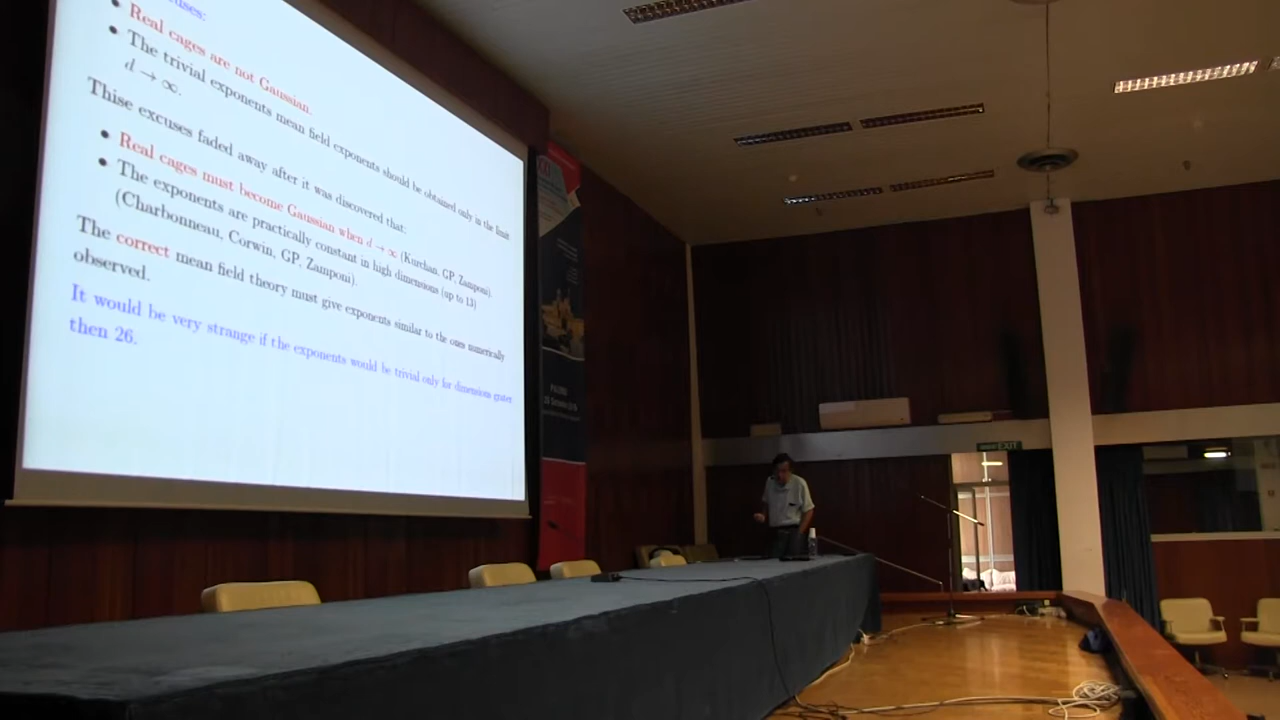 Real cages are not Gaussian.
The trivial exponents mean field exponents should be obtained only in the limit
d → ∞.
Thise excuses faded away after it was discovered that:
Real cages must become Gaussian when d → ∞ (Kurchan, GP, Zamponi).
The exponents are practically constant in high dimensions (up to 13)
(Charbonneau, Corwin, GP, Zamponi).
The correct mean field theory must give exponents similar to the ones numerically
observed.
It would be very strange if the exponents would be trivial only for dimensions grater
then 26.
EXIT